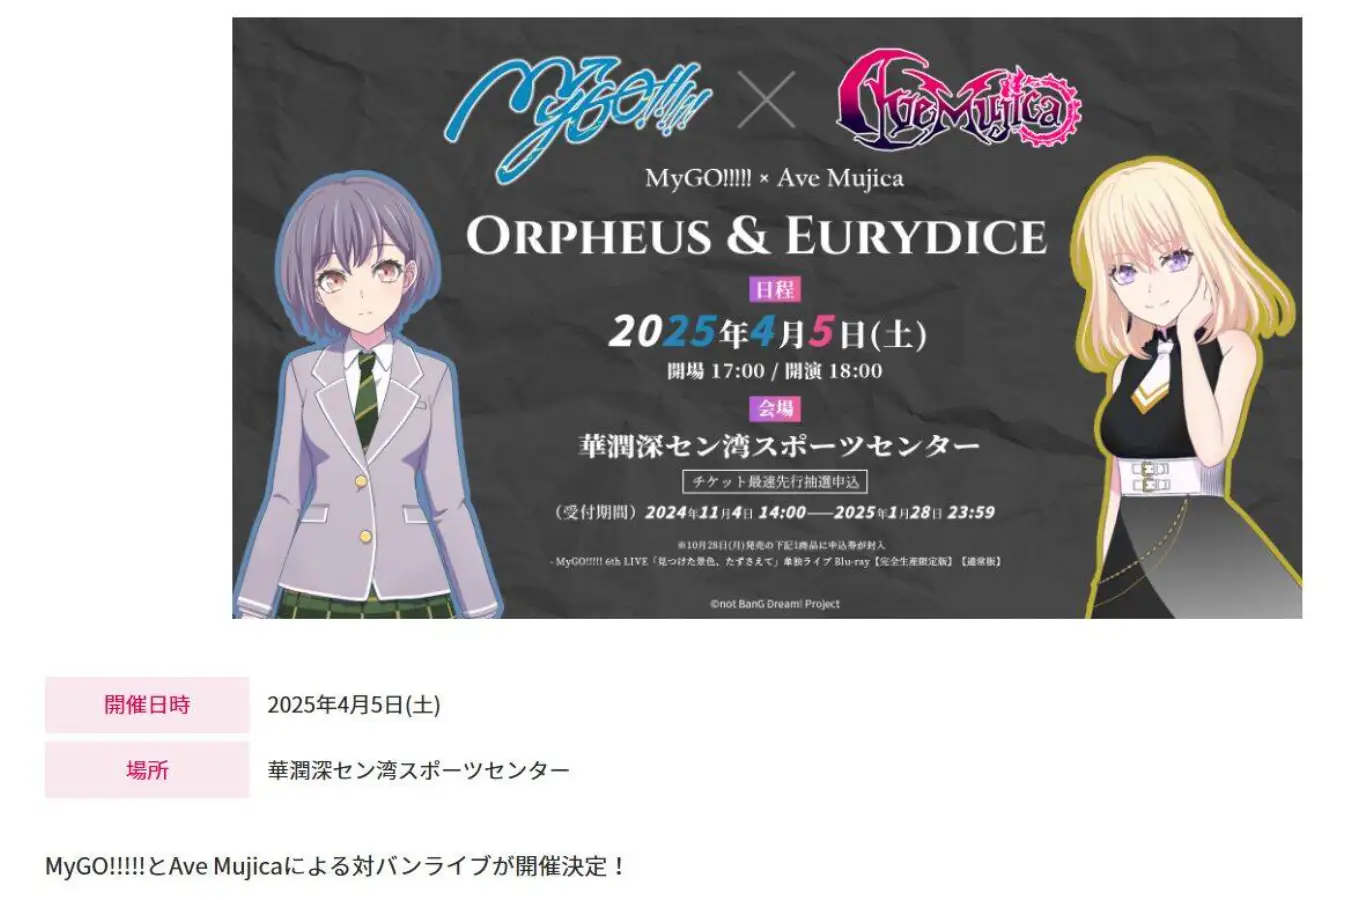 MyGO!!!!!
×
Ave Mujica
MyGO!!!!! × Ave Mujica
ORPHEUS & EURYDICE
日程
2025年4月5日(土)
開場 17:00 / 開演 18:00
会場
華潤深セン湾スポーツセンター
チケット最速先行抽選申込
（受付期間）2024年11月4日 14:00──2025年1月28日 23:59
※10月28日(月)発売の下記1商品に申込券が封入
- MyGO!!!!! 6th LIVE「見つけた景色、たずさえて」単独ライブ Blu-ray【完全生産限定版】【通常版】
©not BanG Dream! Project
開催日時
2025年4月5日(土)
場所
華潤深セン湾スポーツセンター
MyGO!!!!!とAve Mujicaによる対バンライブが開催決定！